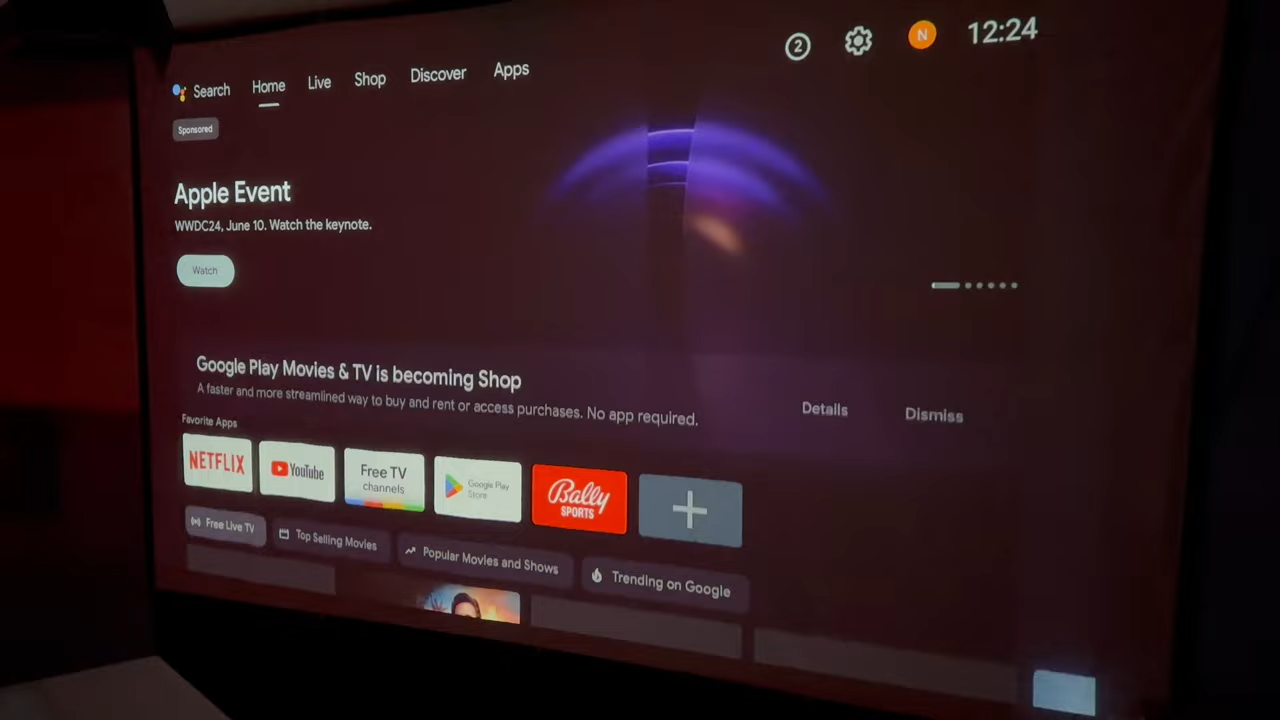 2 N 12:24
Search Home Live Shop Discover Apps
Sponsored
Apple Event
WWDC24, June 10. Watch the keynote.
Watch
Google Play Movies & TV is becoming Shop
A faster and more streamlined way to buy and rent or access purchases. No app required.
Details Dismiss
Favorite Apps
NETFLIX
YouTube
Free TV
channels
Google Play
Store
Bally
SPORTS
Free Live TV
Top Selling Movies
Popular Movies and Shows
Trending on Google